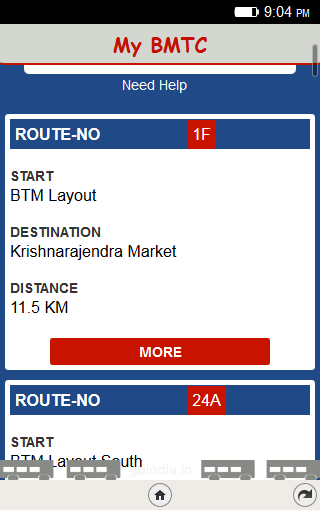 9:04 PM
My BMTC
Need Help
ROUTE-NO 1F
START
BTM Layout
DESTINATION
Krishnarajendra Market
DISTANCE
11.5 KM
MORE
ROUTE-NO 24A
START
BTM Layout South